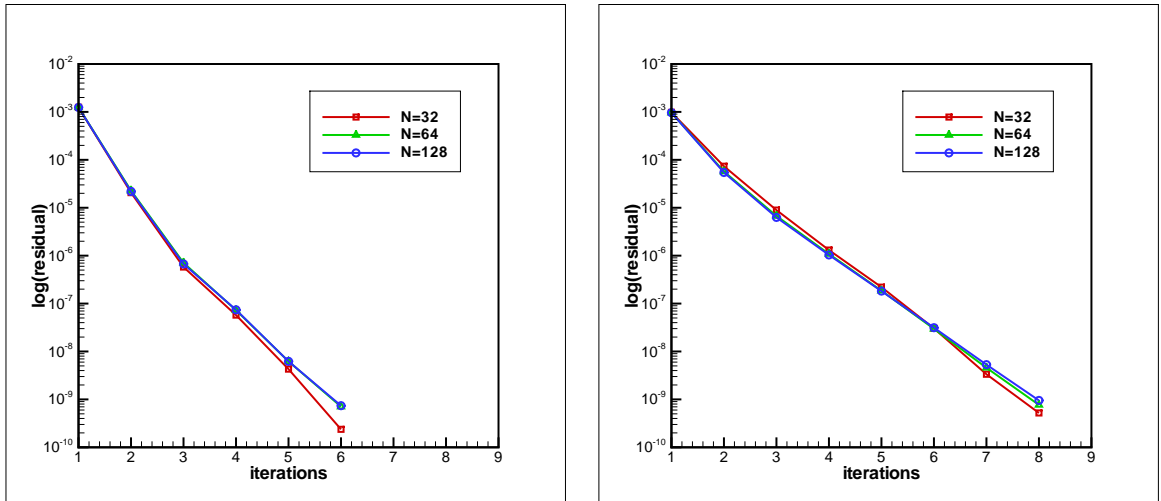 10-2
10-3
10-4
10-5
10-6
10-7
10-8
10-9
10-10
log(residual)
N=32
N=64
N=128
1 2 3 4 5 6 7 8 9
iterations
10-2
10-3
10-4
10-5
10-6
10-7
10-8
10-9
10-10
log(residual)
N=32
N=64
N=128
1 2 3 4 5 6 7 8 9
iterations